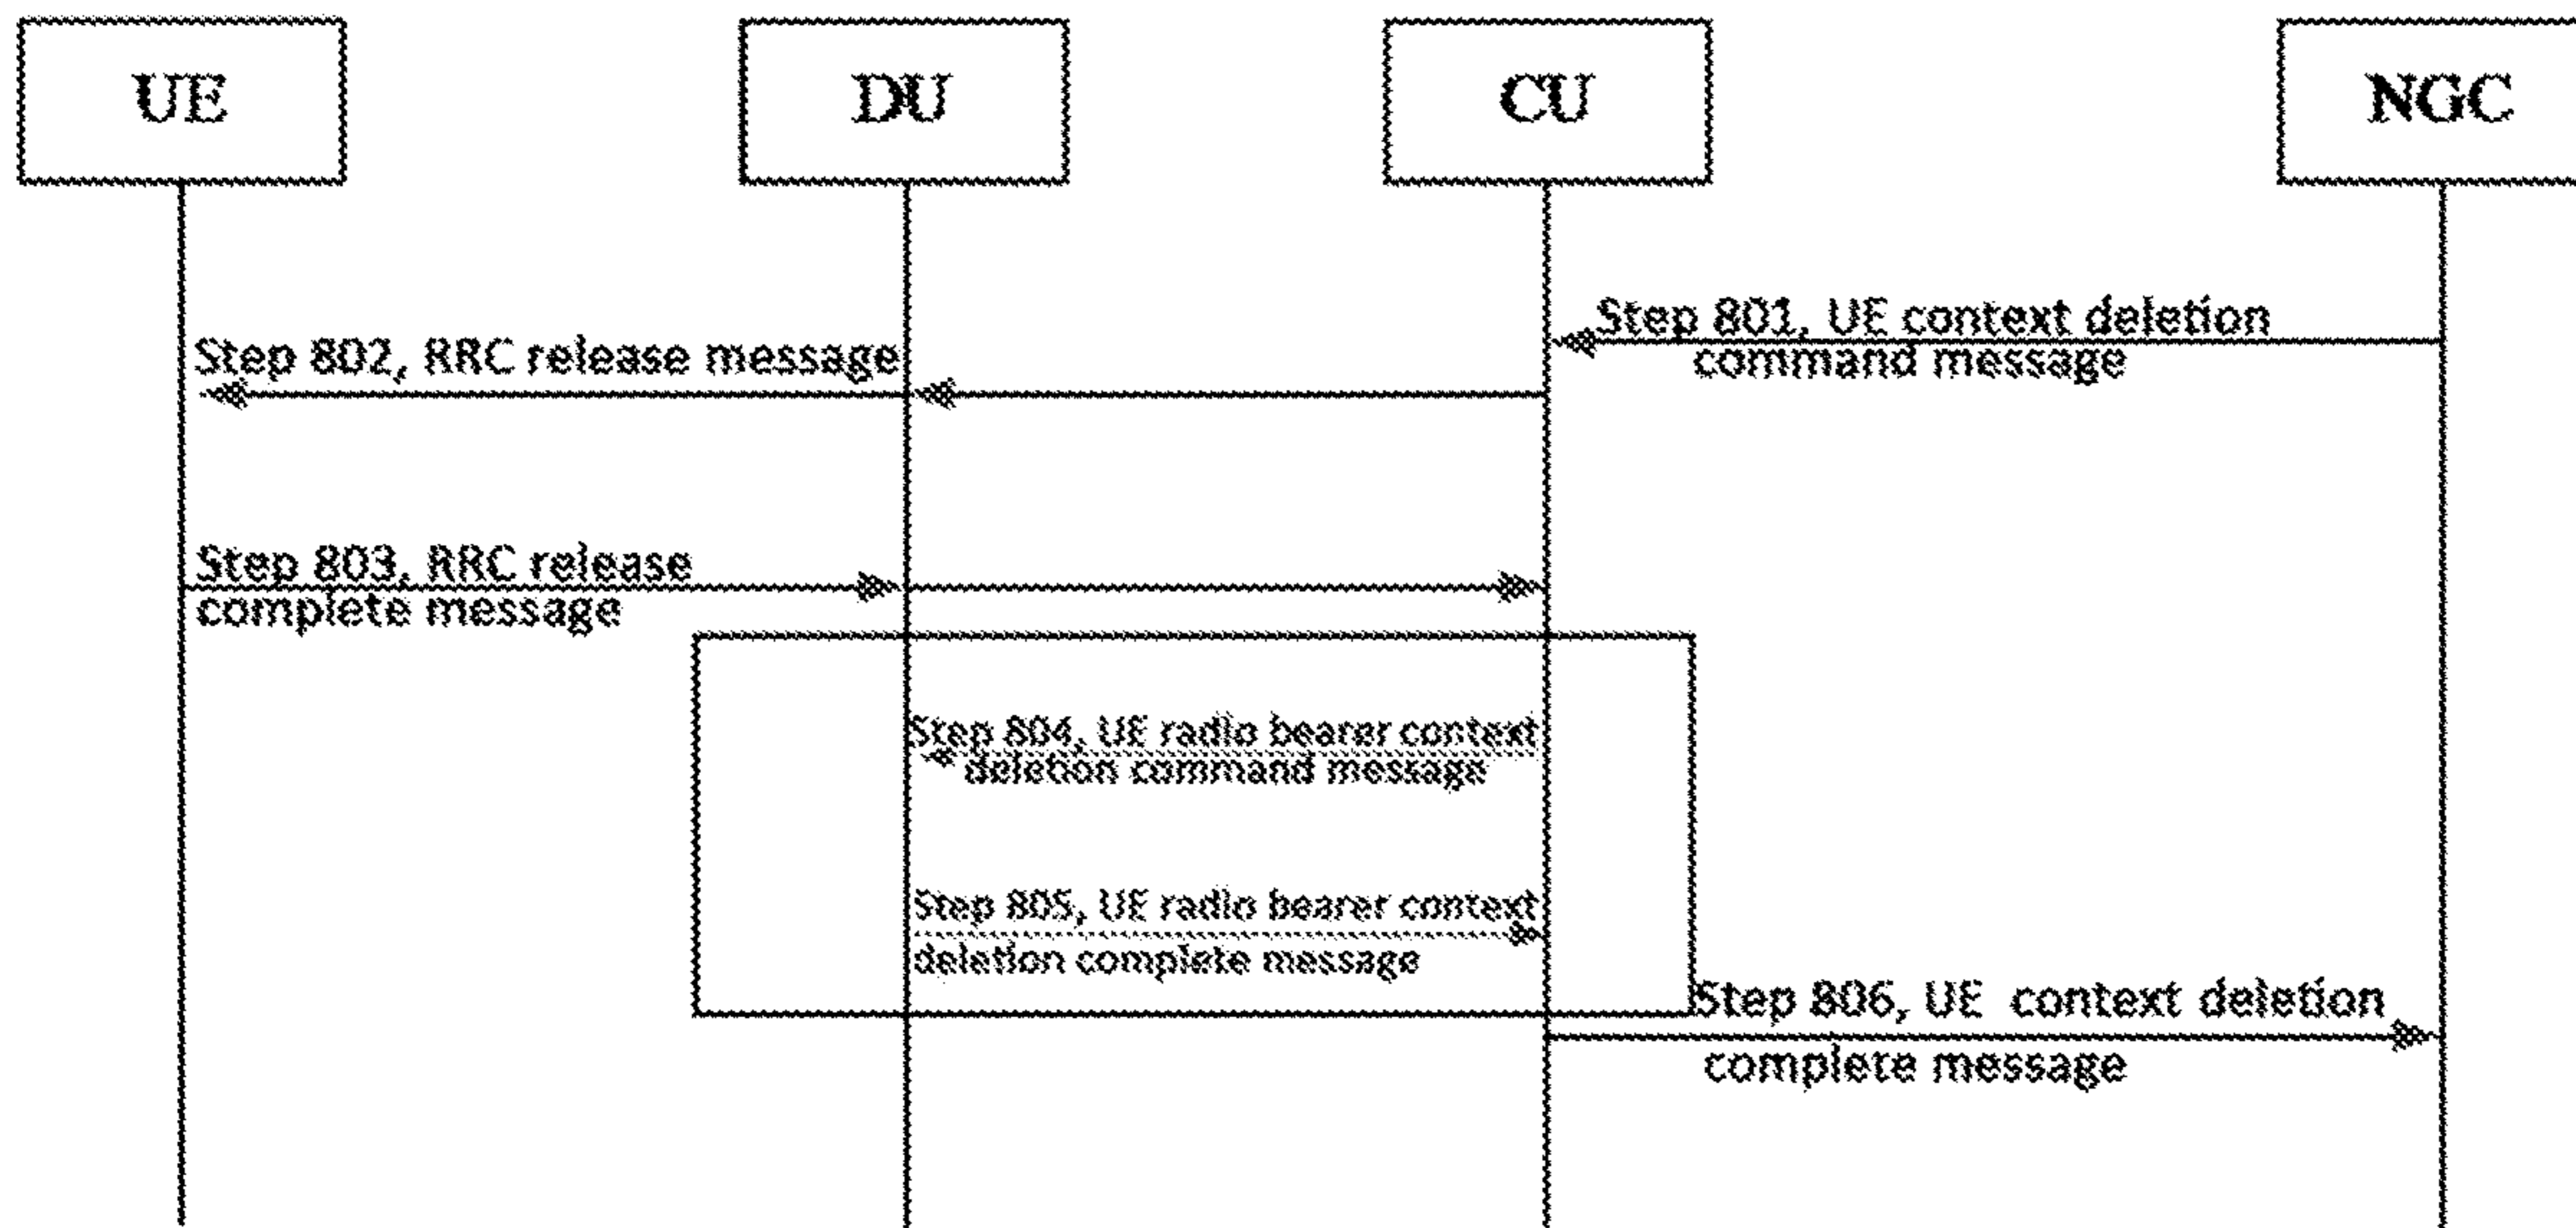 UE
DU
CU
NGC
Step 801, UE context deletion
command message
Step 802, RRC release message
Step 803, RRC release
complete message
Step 804, UE radio bearer context
deletion command message
Step 805, UE radio bearer context
deletion complete message
Step 806, UE context deletion
complete message